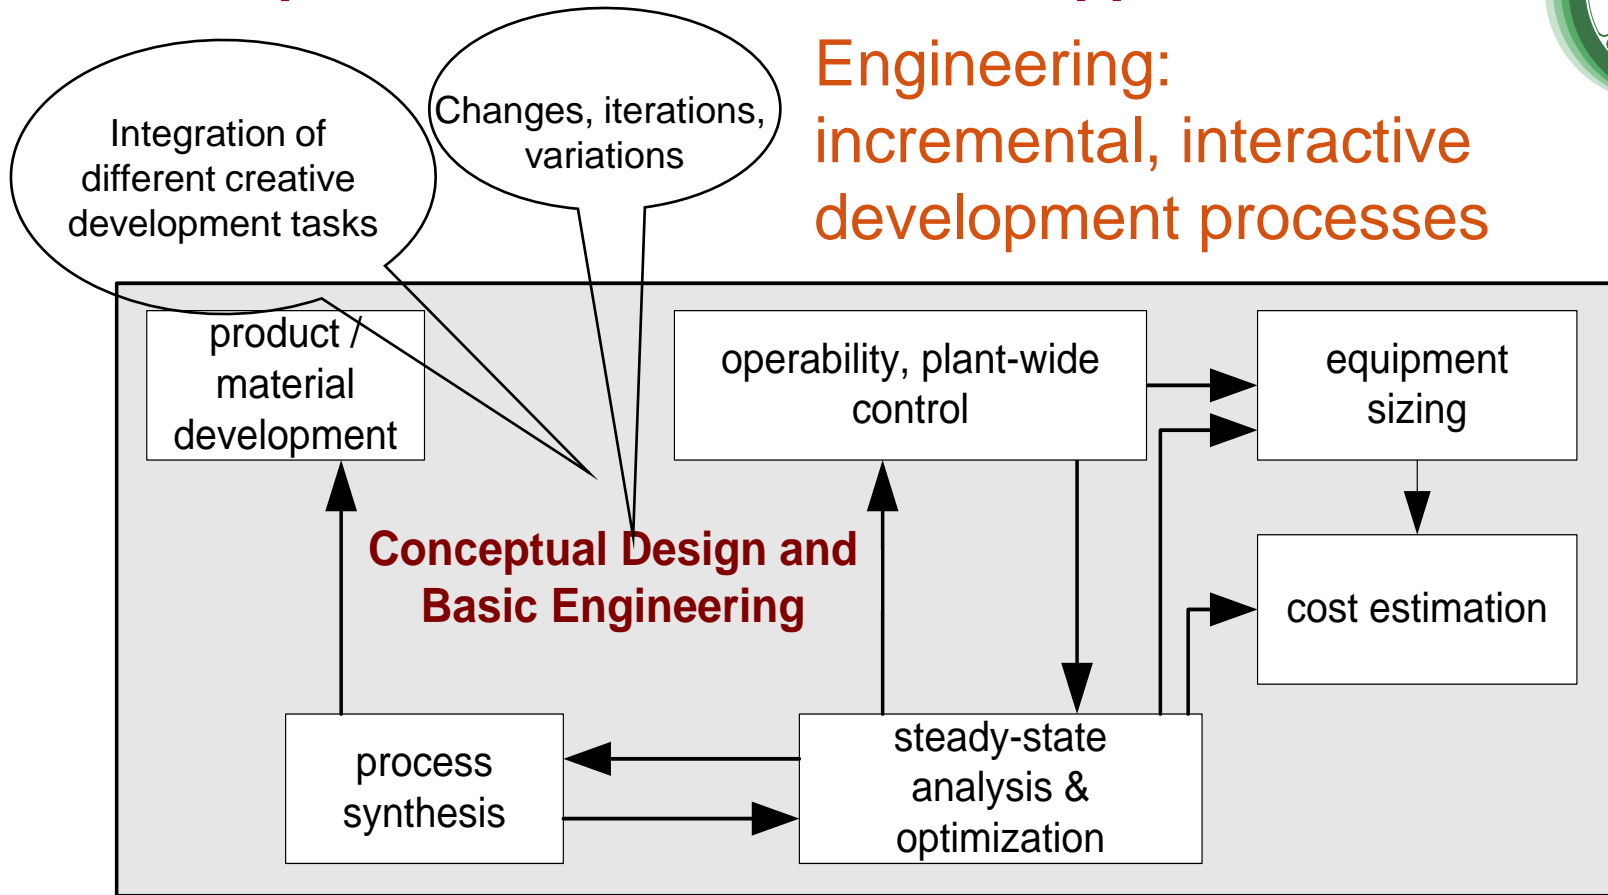 Engineering:
incremental, interactive
development processes
Integration of
different creative
development tasks
Changes, iterations,
variations
product /
material
development
operability, plant-wide
control
equipment
sizing
Conceptual Design and
Basic Engineering
cost estimation
process
synthesis
steady-state
analysis &
optimization